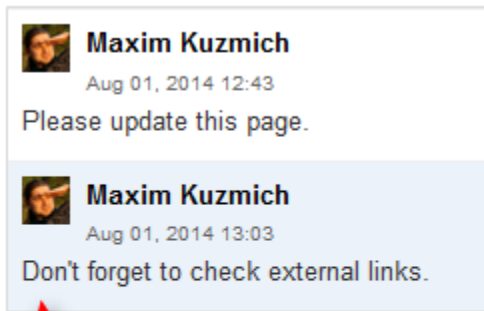 Maxim Kuzmich
Aug 01, 2014 12:43
Please update this page.
Maxim Kuzmich
Aug 01, 2014 13:03
Don't forget to check external links.